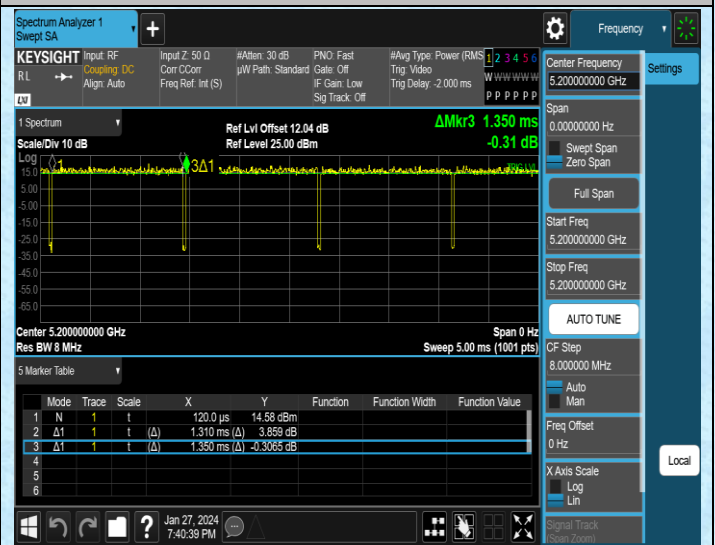 Spectrum Analyzer 1
Swept SA
+
Frequency
KEYSIGHT
RL
LXI
Input: RF
Coupling: DC
Align: Auto
Input Z: 50 Ω
Corr CCorr
Freq Ref: Int (S)
#Atten: 30 dB
µW Path: Standard
PNO: Fast
Gate: Off
IF Gain: Low
Sig Track: Off
#Avg Type: Power (RMS
Trig: Video
Trig Delay: -2.000 ms
1 2 3 4 5 6
W W W W W W
P P P P P P
1 Spectrum
Scale/Div 10 dB
Log
Ref Lvl Offset 12.04 dB
Ref Level 25.00 dBm
ΔMkr3 1.350 ms
-0.31 dB
1
3Δ1
TRIG LVL
15.0
5.00
-5.00
-15.0
-25.0
-35.0
-45.0
-55.0
-65.0
Center 5.200000000 GHz
Res BW 8 MHz
Span 0 Hz
Sweep 5.00 ms (1001 pts)
5 Marker Table
Mode Trace Scale X Y Function Function Width Function Value
1 N 1 t 120.0 µs 14.58 dBm
2 Δ1 1 t (Δ) 1.310 ms (Δ) 3.859 dB
3 Δ1 1 t (Δ) 1.350 ms (Δ) -0.3065 dB
4
5
6
?
Jan 27, 2024
7:40:39 PM
Center Frequency
5.200000000 GHz
Span
0.00000000 Hz
Swept Span
Zero Span
Full Span
Start Freq
5.200000000 GHz
Stop Freq
5.200000000 GHz
AUTO TUNE
CF Step
8.000000 MHz
Auto
Man
Freq Offset
0 Hz
X Axis Scale
Log
Lin
Signal Track
(Span Zoom)
Settings
Local